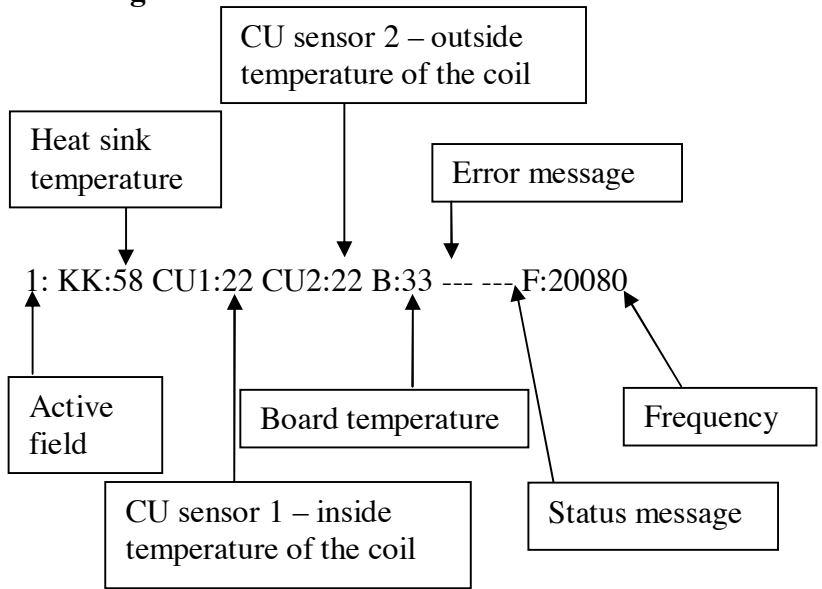 CU sensor 2 – outside
temperature of the coil
Heat sink
temperature
Error message
1: KK:58 CU1:22 CU2:22 B:33 --- --- F:20080
Active
field
Board temperature
Frequency
CU sensor 1 – inside
temperature of the coil
Status message